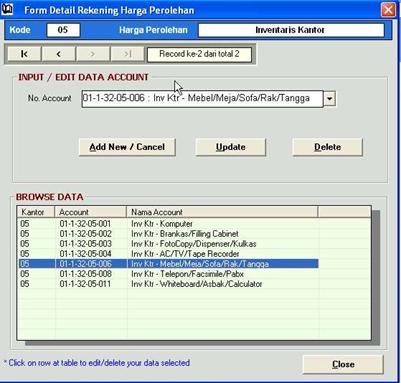 Form Detail Rekening Harga Perolehan
Kode 05 Harga Perolehan Inventaris Kantor
Record ke-2 dari total 2
INPUT / EDIT DATA ACCOUNT
No. Account 01-1-32-05-006 : Inv Ktr - Mebel/Meja/Sofa/Rak/Tangga
Add New / Cancel Update Delete
BROWSE DATA
Kantor Account Nama Account
05 01-1-32-05-001 Inv Ktr - Komputer
05 01-1-32-05-002 Inv Ktr - Brankas/Filling Cabinet
05 01-1-32-05-003 Inv Ktr - FotoCopy/Dispenser/Kulkas
05 01-1-32-05-004 Inv Ktr - AC/TV/Tape Recorder
05 01-1-32-05-006 Inv Ktr - Mebel/Meja/Sofa/Rak/Tangga
05 01-1-32-05-008 Inv Ktr - Telepon/Facsmile/Pabx
05 01-1-32-05-011 Inv Ktr - Whiteboard/Asbak/Calculator
* Click on row at table to edit/delete your data selected
Close